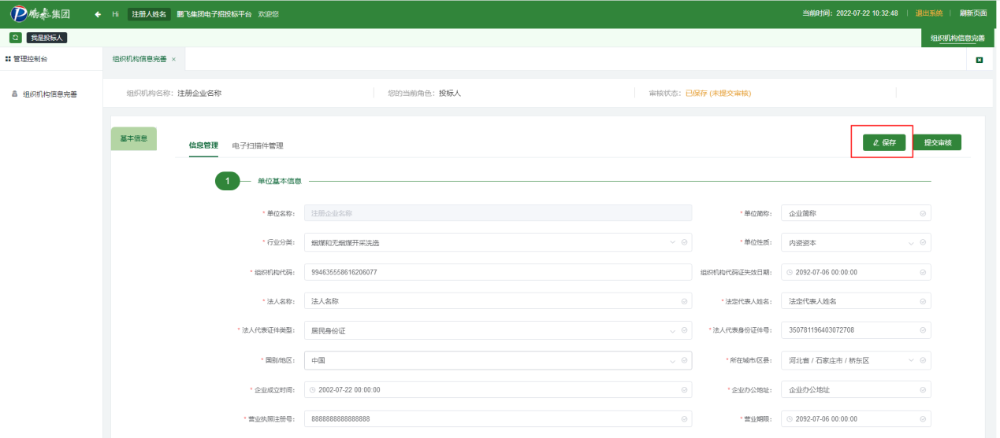 鹏飞集团 Hi 注册人姓名 鹏飞集团电子招投标平台 欢迎您 当前时间：2022-07-22 10:32:48 退出系统 刷新页面
我是投标人 组织机构信息完善
管理控制台 组织机构信息完善 ×
组织机构信息完善
组织机构名称：注册企业名称 您的当前角色：投标人 审核状态：已保存 (未提交审核)
基本信息 信息管理 电子扫描件管理 保存 提交审核
1 单位基本信息
* 单位名称： 注册企业名称 * 单位简称： 企业简称
* 行业分类： 烟煤和无烟煤开采洗选 * 单位性质： 内资资本
* 组织机构代码： 994635558616206077 组织机构代码证失效日期： 2092-07-06 00:00:00
* 法人名称： 法人名称 * 法定代表人姓名： 法定代表人姓名
* 法人代表证件类型： 居民身份证 * 法人代表身份证件号： 350781196403072708
* 国别/地区： 中国 * 所在城市/区县： 河北省 / 石家庄市 / 桥东区
* 企业成立时间： 2002-07-22 00:00:00 * 企业办公地址： 企业办公地址
* 营业执照注册号： 8888888888888888 * 营业期限： 2092-07-06 00:00:00